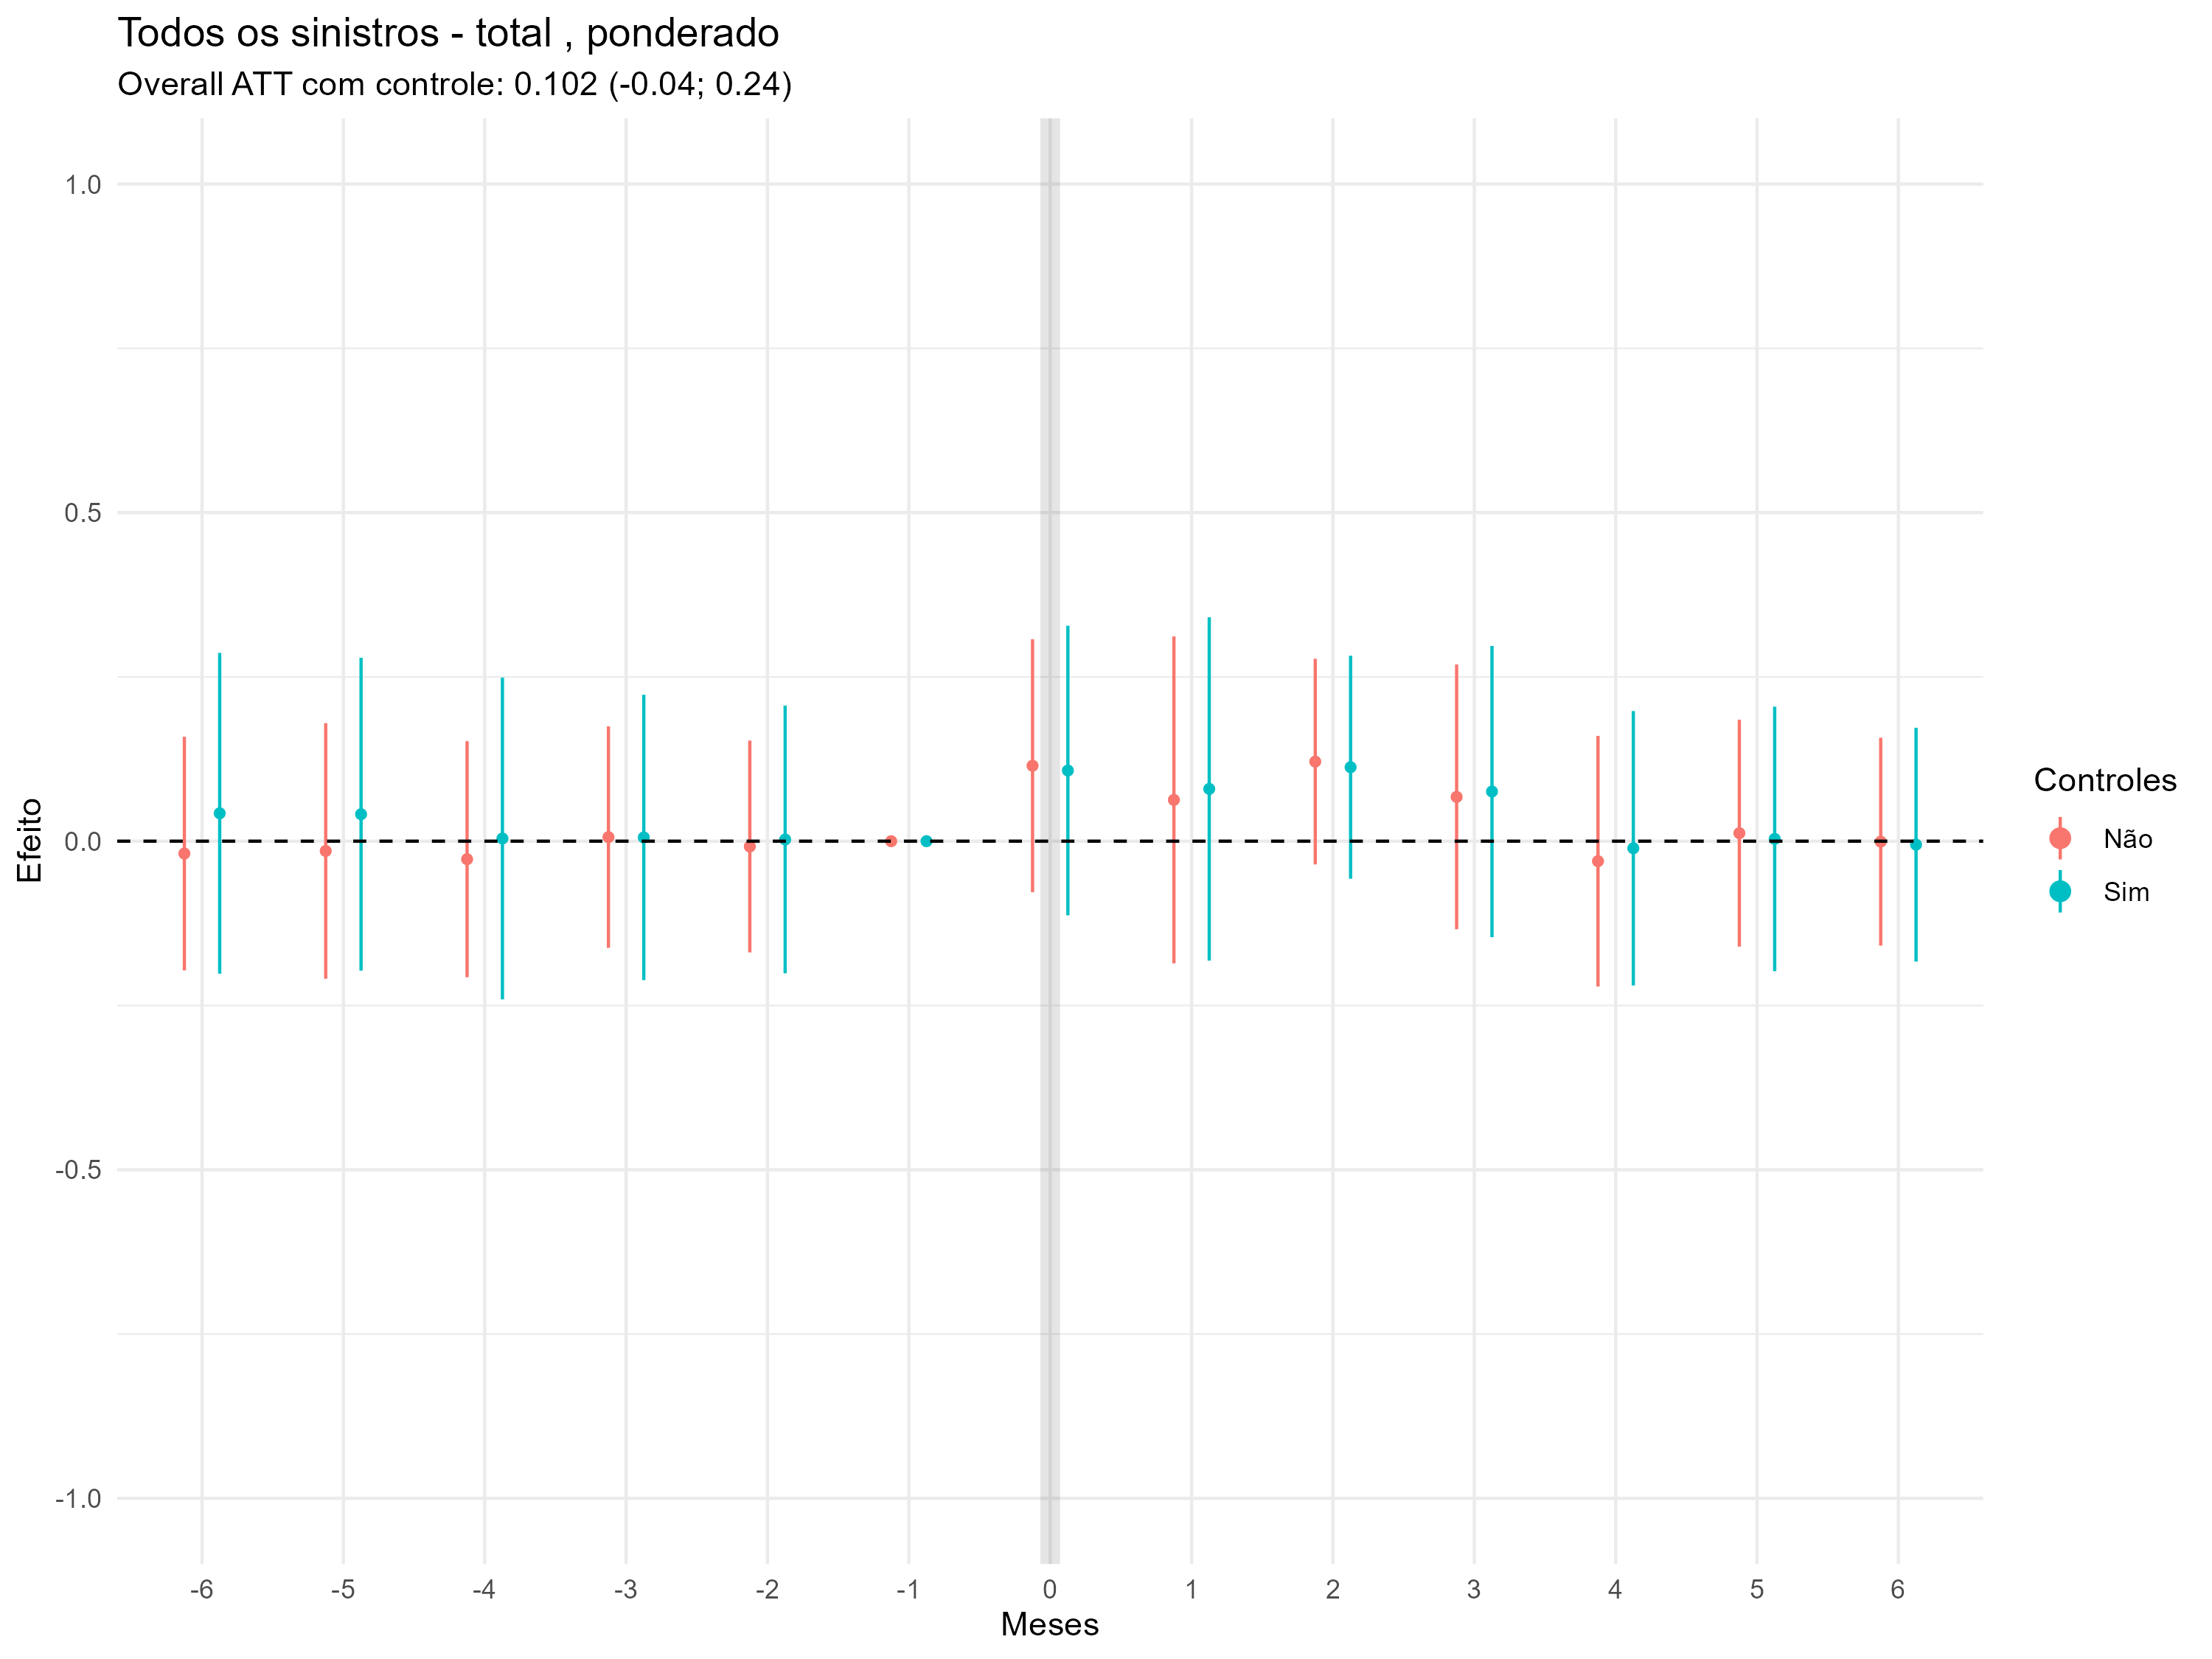 Todos os sinistros - total , ponderado
Overall ATT com controle: 0.102 (-0.04; 0.24)
1.0
0.5
0.0
-0.5
-1.0
Efeito
-6 -5 -4 -3 -2 -1 0 1 2 3 4 5 6
Meses
Controles
Não
Sim